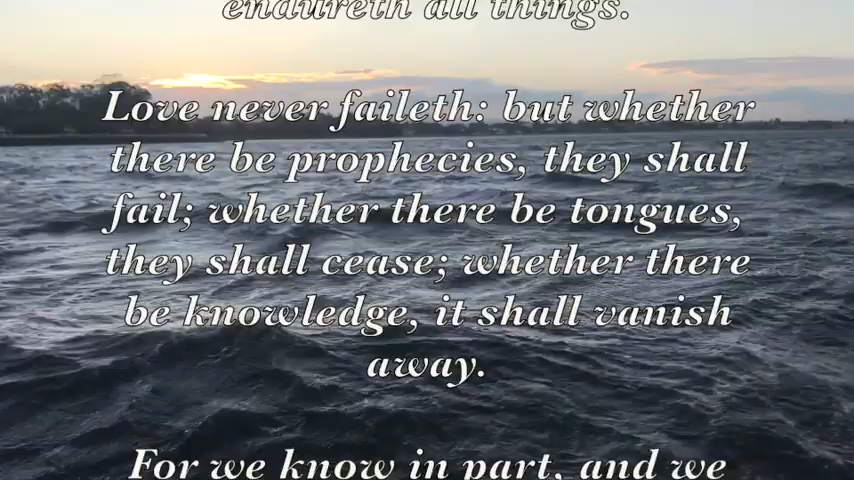 endureth all things.
Love never faileth: but whether
there be prophecies, they shall
fail; whether there be tongues,
they shall cease; whether there
be knowledge, it shall vanish
away.
For we know in part, and we